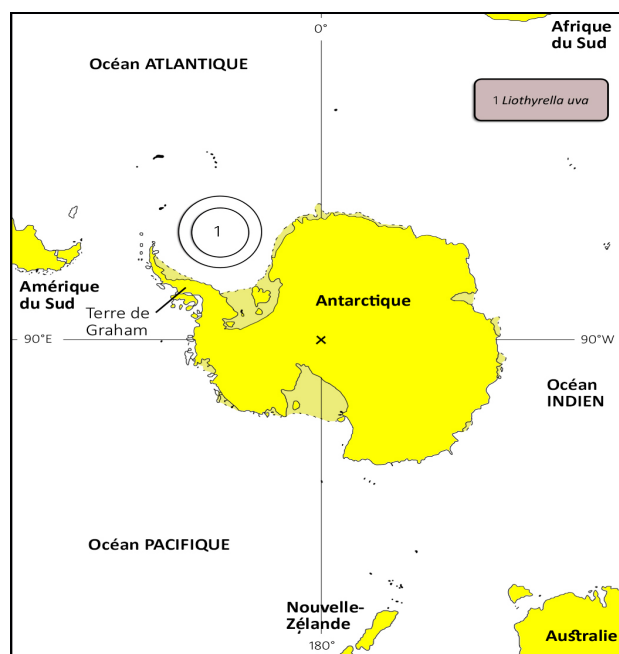 0°
Afrique
du Sud
Océan ATLANTIQUE
1 Liothyrella uva
1
Amérique
du Sud
Terre de
Graham
Antarctique
90°E
90°W
Océan
INDIEN
Océan PACIFIQUE
Nouvelle-
Zélande
180°
Australie